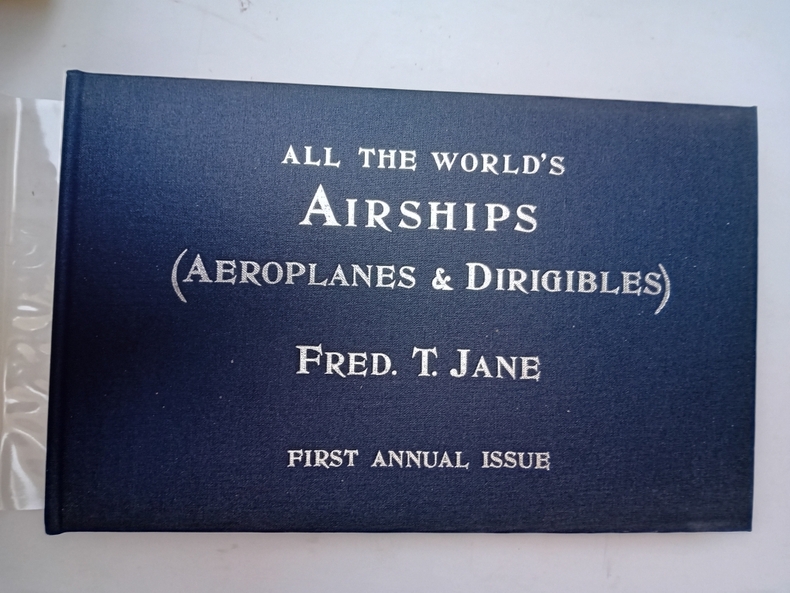 ALL THE WORLD'S
AIRSHIPS
(AEROPLANES & DIRIGIBLES)
FRED. T. JANE
FIRST ANNUAL ISSUE